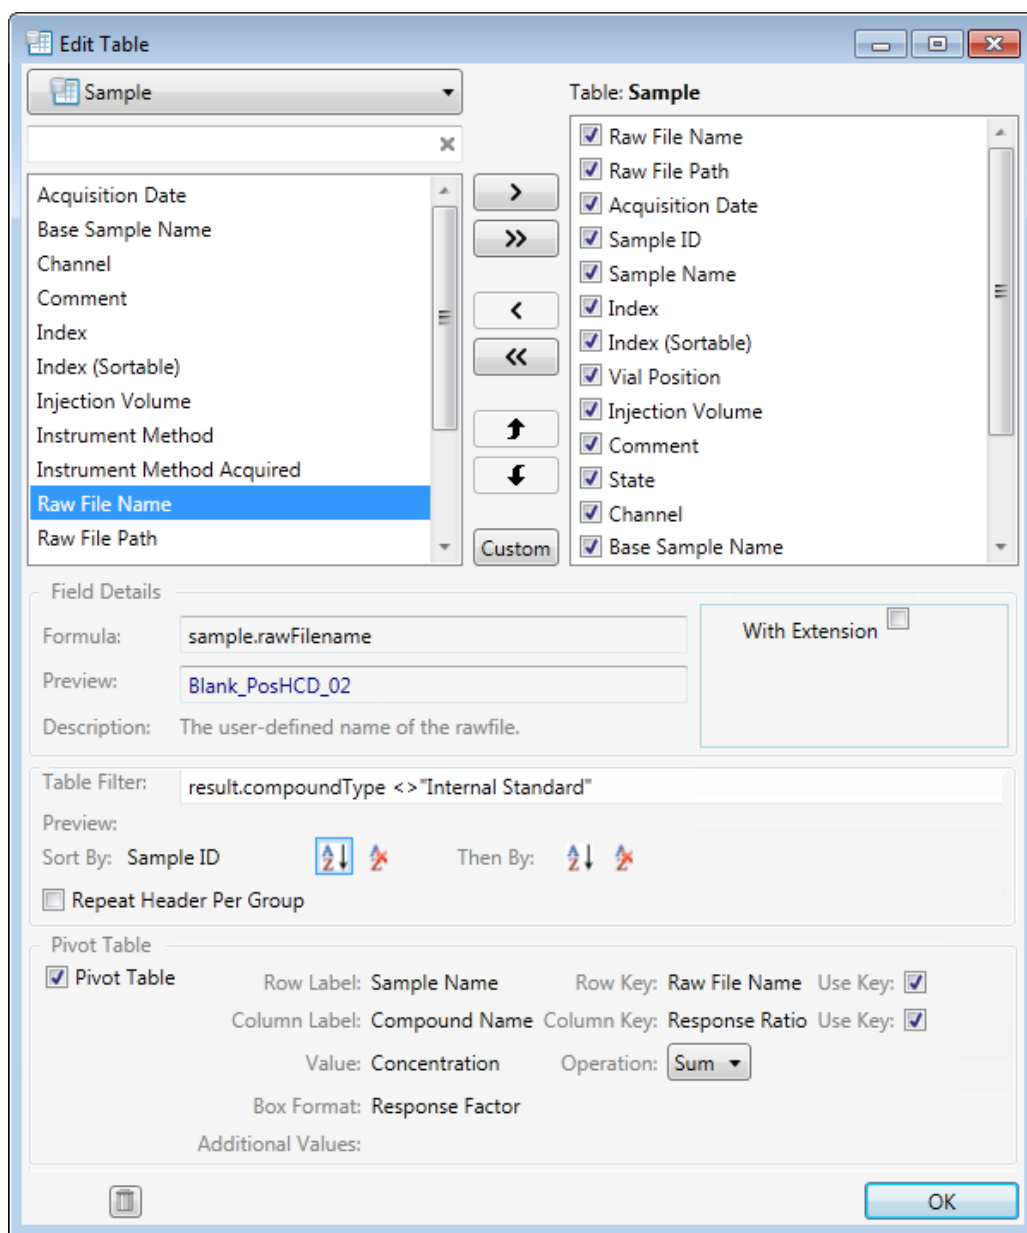 Edit Table
Sample
Table: Sample
Acquisition Date
Base Sample Name
Channel
Comment
Index
Index (Sortable)
Injection Volume
Instrument Method
Instrument Method Acquired
Raw File Name
Raw File Path
Custom
Raw File Name
Raw File Path
Acquisition Date
Sample ID
Sample Name
Index
Index (Sortable)
Vial Position
Injection Volume
Comment
State
Channel
Base Sample Name
Field Details
Formula: sample.rawFilename
With Extension
Preview: Blank_PosHCD_02
Description: The user-defined name of the rawfile.
Table Filter: result.compoundType <>"Internal Standard"
Preview:
Sort By: Sample ID Then By:
Repeat Header Per Group
Pivot Table
Pivot Table Row Label: Sample Name Row Key: Raw File Name Use Key:
Column Label: Compound Name Column Key: Response Ratio Use Key:
Value: Concentration Operation: Sum
Box Format: Response Factor
Additional Values:
OK